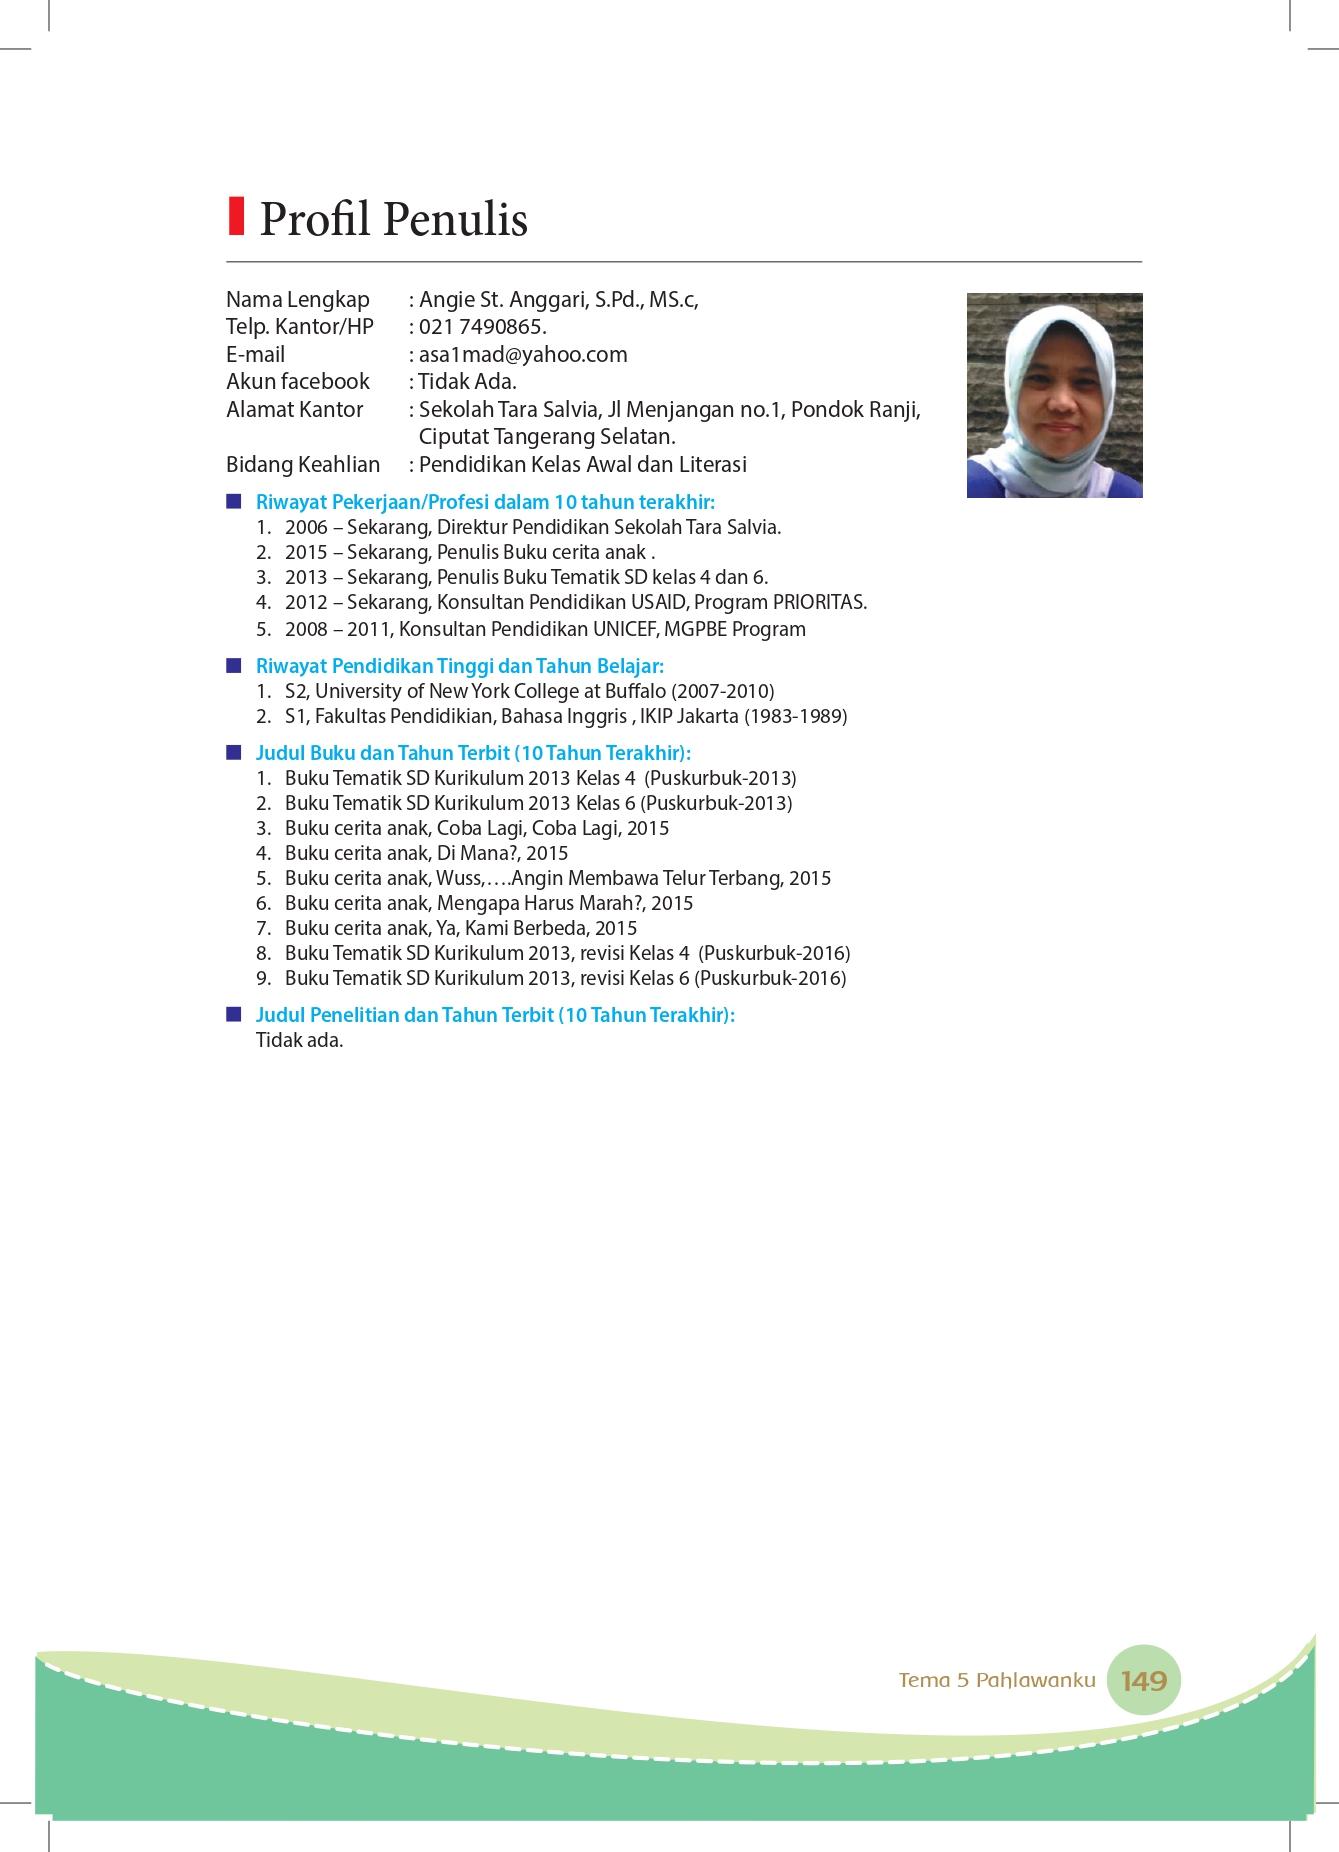 Profil Penulis
Nama Lengkap : Angie St. Anggari, S.Pd., MS.c,
Telp. Kantor/HP : 021 7490865.
E-mail : asa1mad@yahoo.com
Akun facebook : Tidak Ada.
Alamat Kantor : Sekolah Tara Salvia, Jl Menjangan no.1, Pondok Ranji,
Ciputat Tangerang Selatan.
Bidang Keahlian : Pendidikan Kelas Awal dan Literasi
Riwayat Pekerjaan/Profesi dalam 10 tahun terakhir:
1. 2006 – Sekarang, Direktur Pendidikan Sekolah Tara Salvia.
2. 2015 – Sekarang, Penulis Buku cerita anak .
3. 2013 – Sekarang, Penulis Buku Tematik SD kelas 4 dan 6.
4. 2012 – Sekarang, Konsultan Pendidikan USAID, Program PRIORITAS.
5. 2008 – 2011, Konsultan Pendidikan UNICEF, MGPBE Program
Riwayat Pendidikan Tinggi dan Tahun Belajar:
1. S2, University of New York College at Buffalo (2007-2010)
2. S1, Fakultas Pendidikian, Bahasa Inggris , IKIP Jakarta (1983-1989)
Judul Buku dan Tahun Terbit (10 Tahun Terakhir):
1. Buku Tematik SD Kurikulum 2013 Kelas 4 (Puskurbuk-2013)
2. Buku Tematik SD Kurikulum 2013 Kelas 6 (Puskurbuk-2013)
3. Buku cerita anak, Coba Lagi, Coba Lagi, 2015
4. Buku cerita anak, Di Mana?, 2015
5. Buku cerita anak, Wuss,….Angin Membawa Telur Terbang, 2015
6. Buku cerita anak, Mengapa Harus Marah?, 2015
7. Buku cerita anak, Ya, Kami Berbeda, 2015
8. Buku Tematik SD Kurikulum 2013, revisi Kelas 4 (Puskurbuk-2016)
9. Buku Tematik SD Kurikulum 2013, revisi Kelas 6 (Puskurbuk-2016)
Judul Penelitian dan Tahun Terbit (10 Tahun Terakhir):
Tidak ada.
Tema 5 Pahlawanku 149